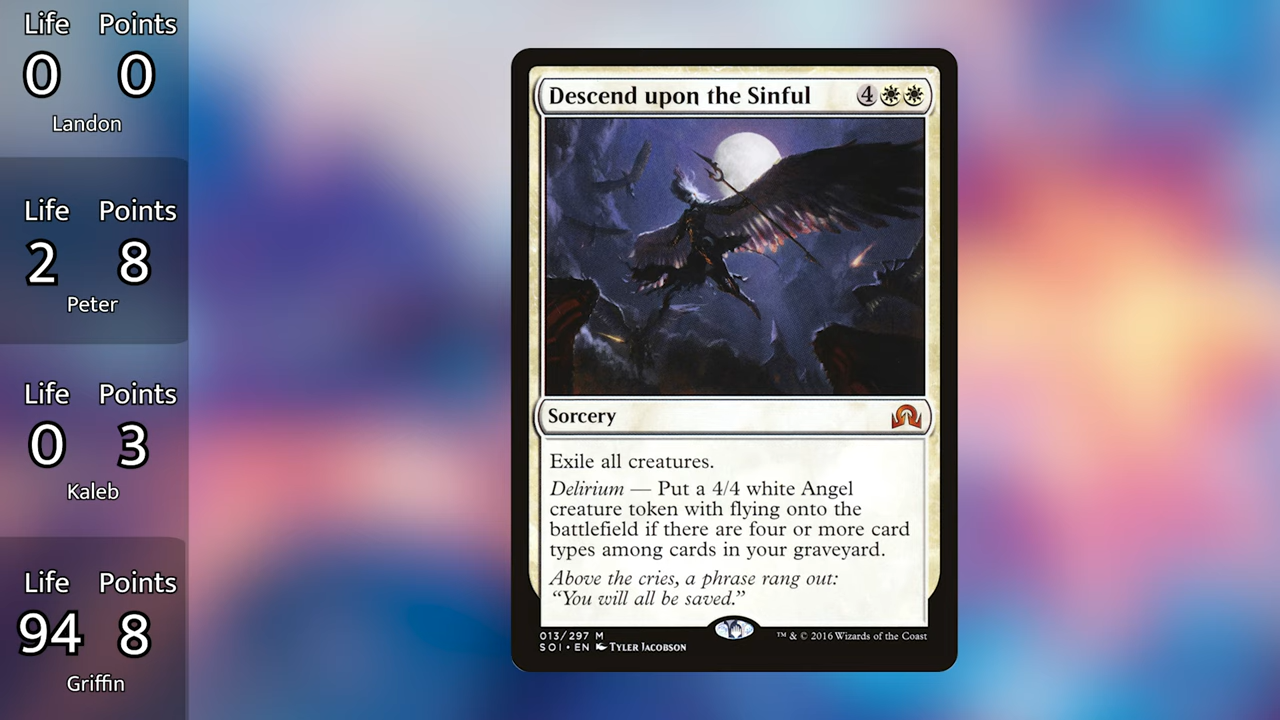 Life Points
0 0
Landon
Life Points
2 8
Peter
Life Points
0 3
Kaleb
Life Points
94 8
Griffin
Descend upon the Sinful 4
Sorcery
Exile all creatures.
Delirium — Put a 4/4 white Angel
creature token with flying onto the
battlefield if there are four or more card
types among cards in your graveyard.
Above the cries, a phrase rang out:
“You will all be saved.”
013/297 M
SOI • EN Tyler Jacobson
™ & © 2016 Wizards of the Coast